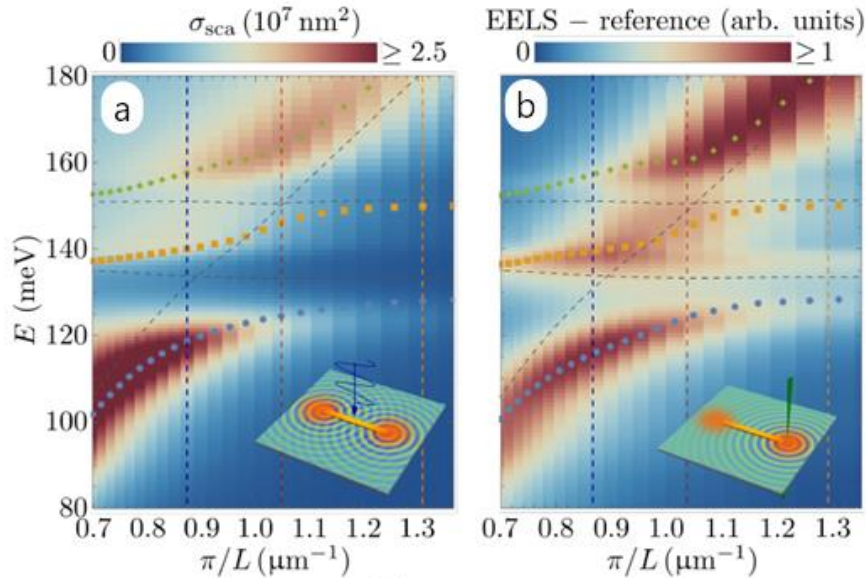 σsca (10⁷ nm²)
0 ≥ 2.5
EELS − reference (arb. units)
0 ≥ 1
a
b
E (meV)
180
160
140
120
100
80
0.7 0.8 0.9 1.0 1.1 1.2 1.3
π/L (μm⁻¹)
0.7 0.8 0.9 1.0 1.1 1.2 1.3
π/L (μm⁻¹)